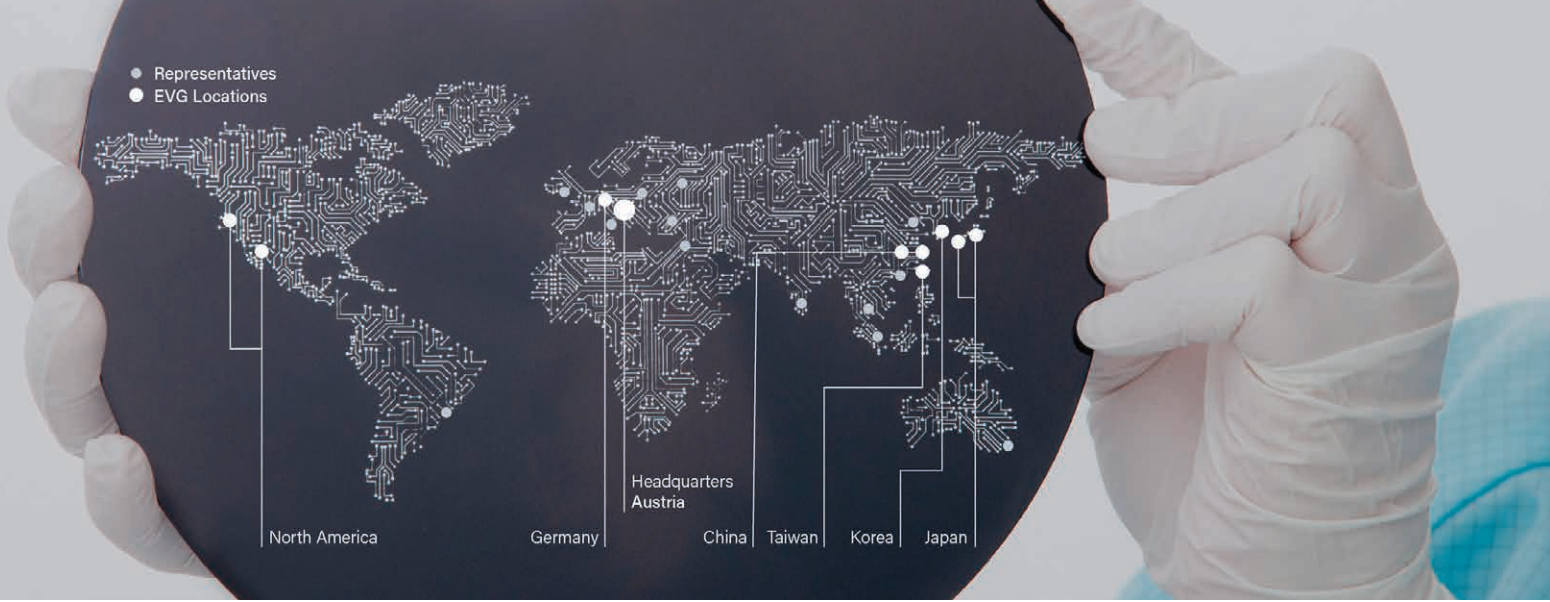 Representatives
EVG Locations
Headquarters
Austria
North America
Germany
China
Taiwan
Korea
Japan